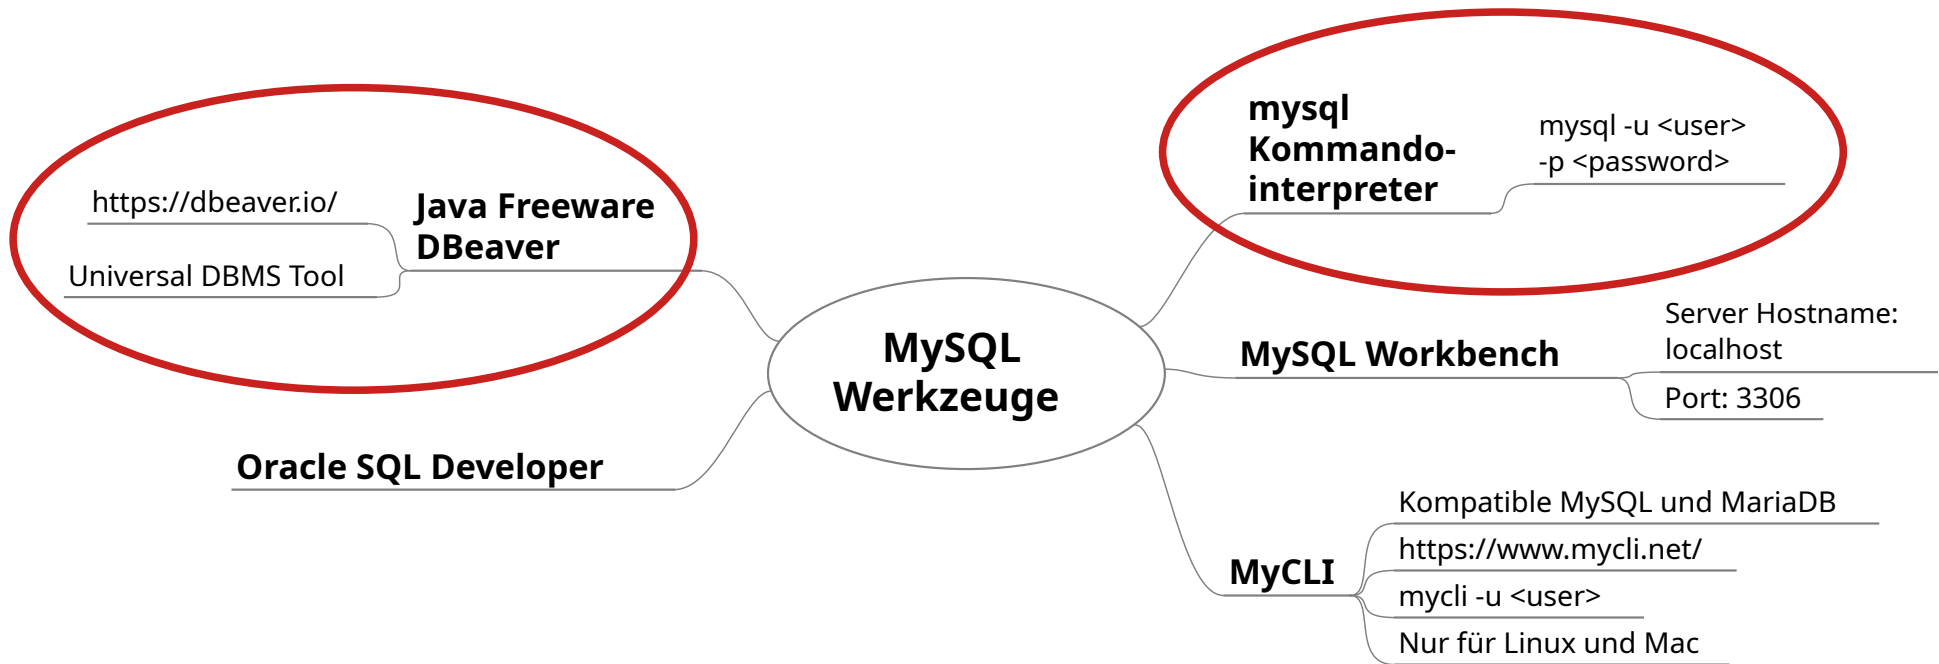 MySQL
Werkzeuge
mysql
Kommando-
interpreter
mysql -u <user>
-p <password>
MySQL Workbench
Server Hostname:
localhost
Port: 3306
MyCLI
Kompatible MySQL und MariaDB
https://www.mycli.net/
mycli -u <user>
Nur für Linux und Mac
Java Freeware
DBeaver
https://dbeaver.io/
Universal DBMS Tool
Oracle SQL Developer